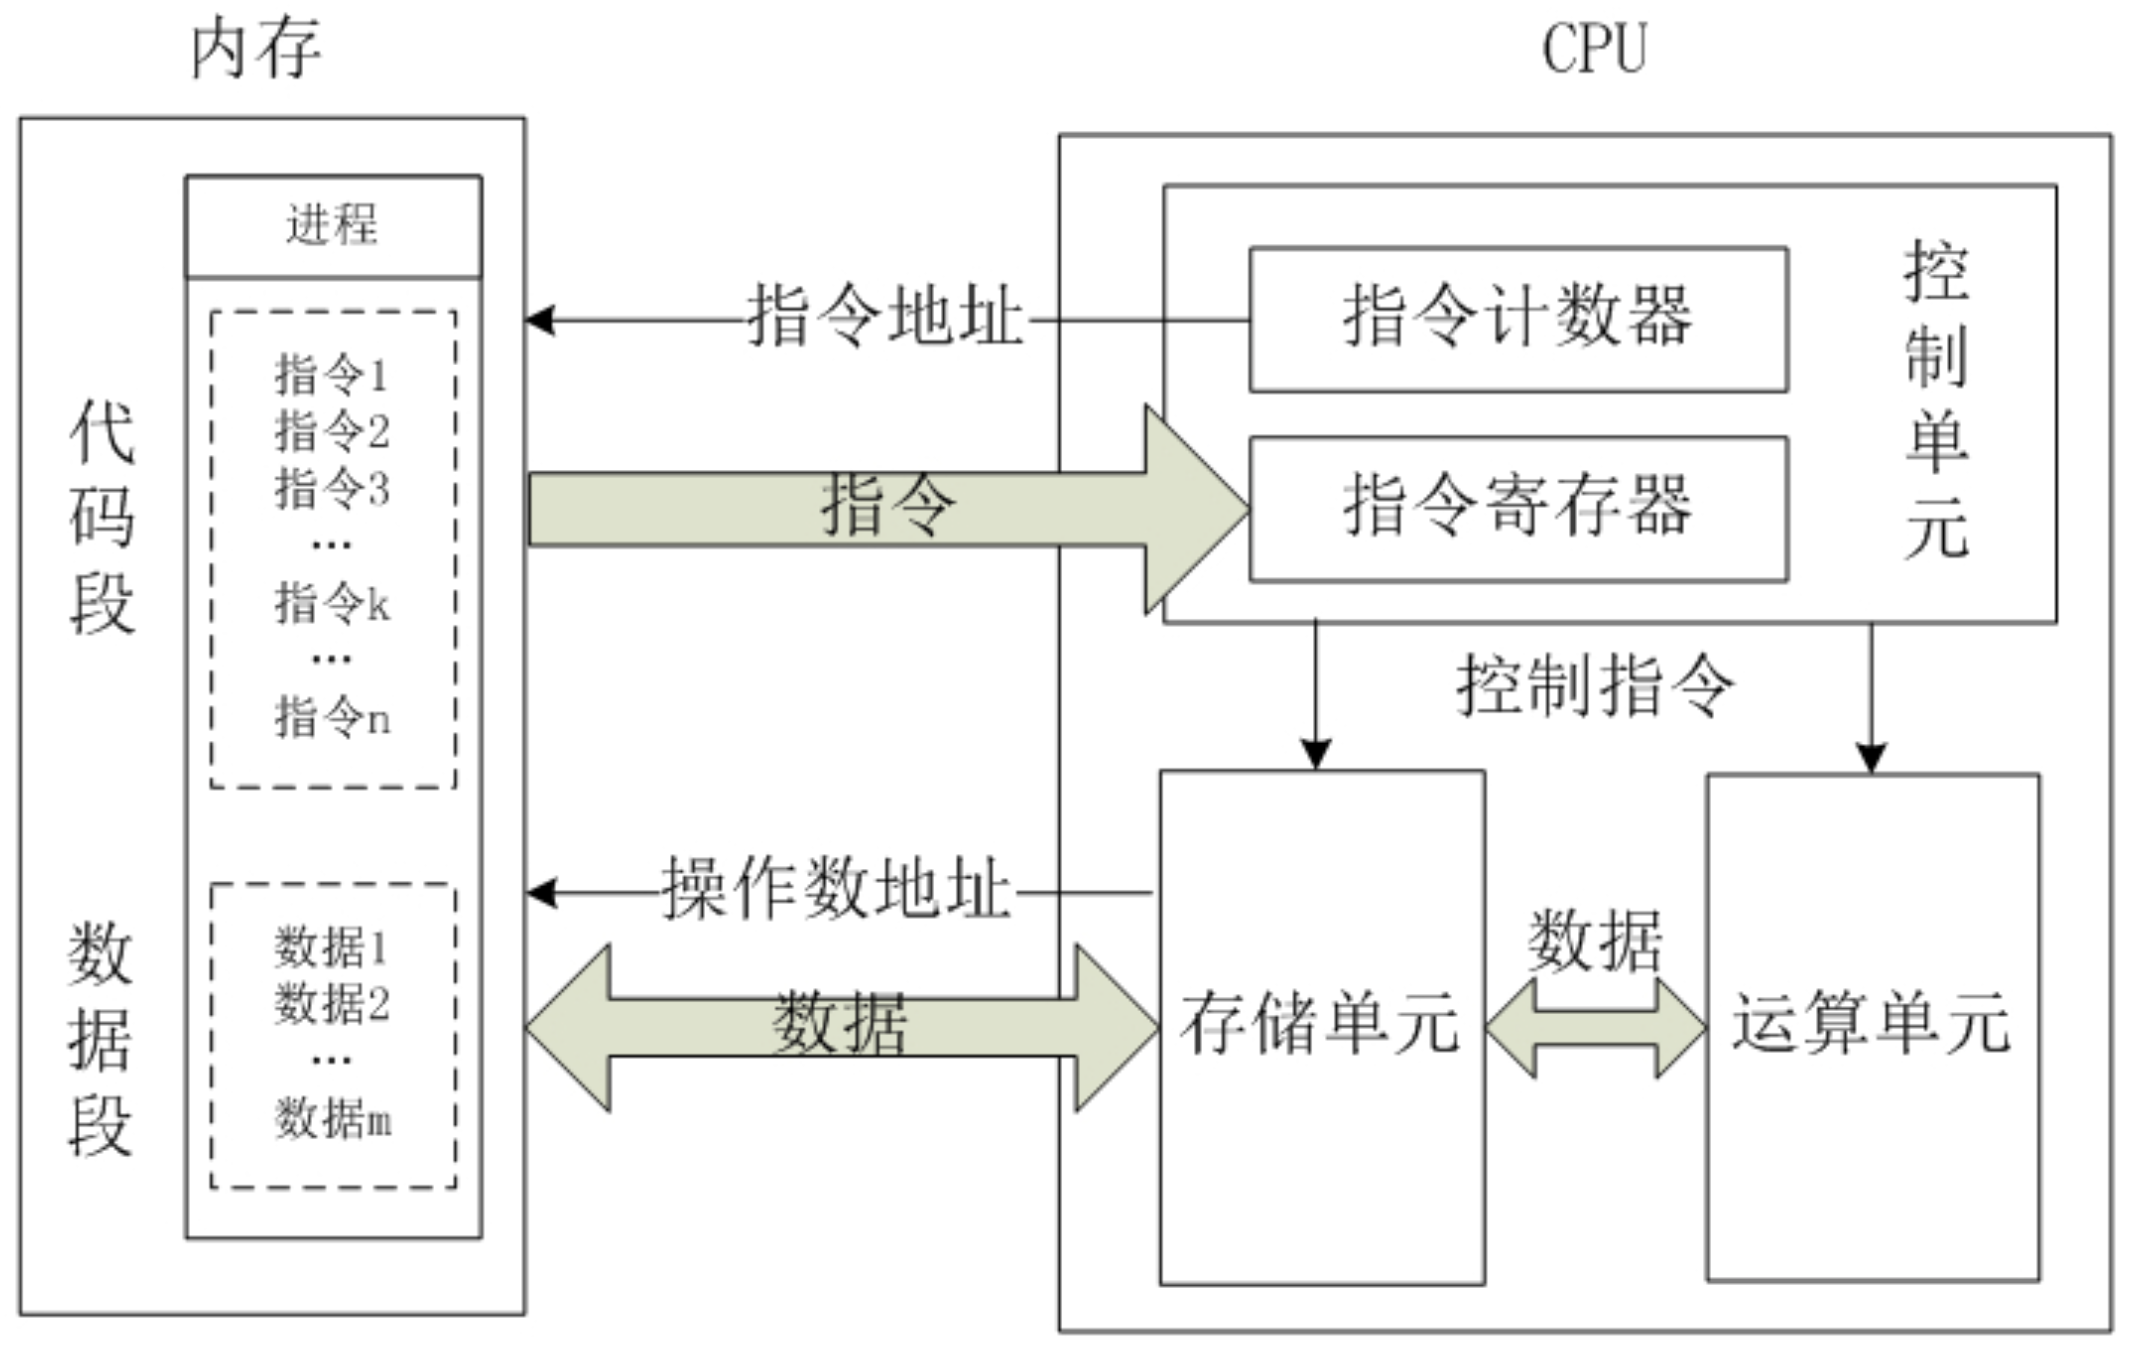 内存
CPU
进程
代码段
指令1
指令2
指令3
…
指令k
…
指令n
数据段
数据1
数据2
…
数据m
指令地址
指令
操作数地址
数据
指令计数器
指令寄存器
控制单元
控制指令
存储单元
数据
运算单元